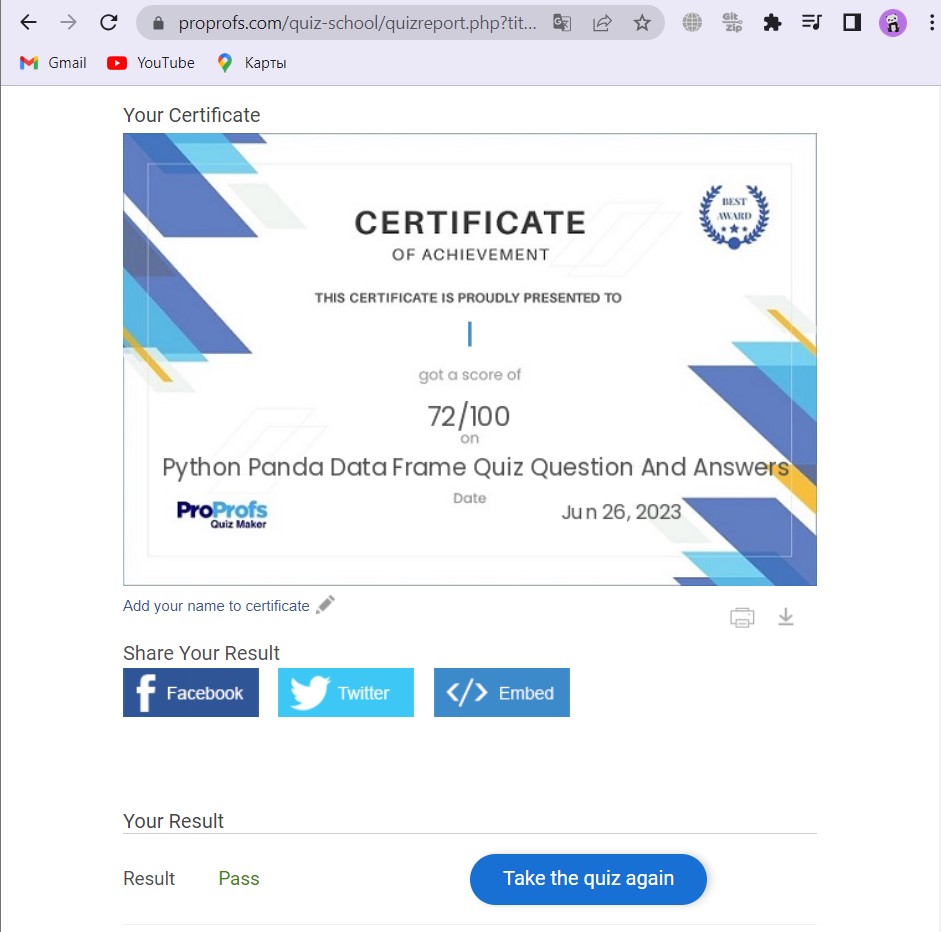 proprofs.com/quiz-school/quizreport.php?tit...
Git
zip
Gmail YouTube Карты
Your Certificate
BEST
AWARD
CERTIFICATE
OF ACHIEVEMENT
THIS CERTIFICATE IS PROUDLY PRESENTED TO
got a score of
72/100
on
Python Panda Data Frame Quiz Question And Answers
Date
Jun 26, 2023
ProProfs
Quiz Maker
Add your name to certificate
Share Your Result
Facebook Twitter Embed
Your Result
Result Pass Take the quiz again